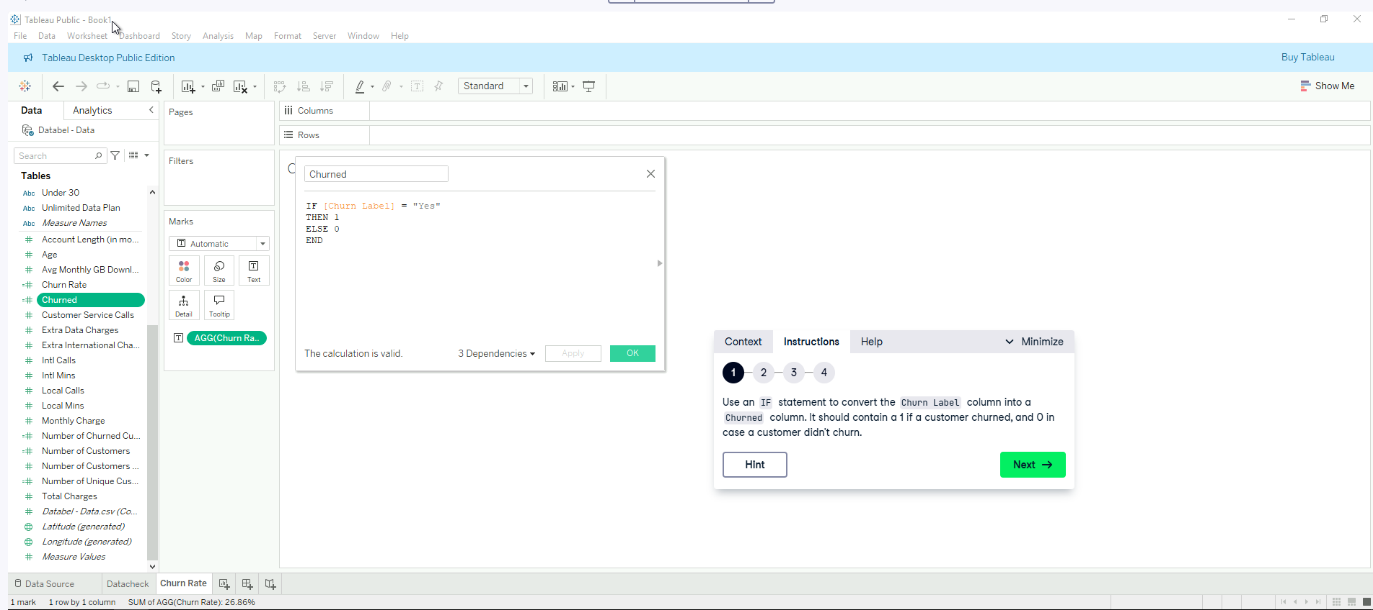 Tableau Public - Book1
File Data Worksheet Dashboard Story Analysis Map Format Server Window Help
Tableau Desktop Public Edition
Buy Tableau
Standard
Show Me
Data Analytics
Databel - Data
Search
Tables
Abc Under 30
Abc Unlimited Data Plan
Abc Measure Names
# Account Length (in mo...
# Age
# Avg Monthly GB Downl...
=# Churn Rate
=# Churned
# Customer Service Calls
# Extra Data Charges
# Extra International Cha...
# Intl Calls
# Intl Mins
# Local Calls
# Local Mins
# Monthly Charge
=# Number of Churned Cu...
=# Number of Customers
# Number of Customers ...
=# Number of Unique Cus...
# Total Charges
# Databel - Data.csv (Co...
Latitude (generated)
Longitude (generated)
# Measure Values
Pages
Filters
Marks
T Automatic
Color Size Text
Detail Tooltip
T AGG(Churn Ra..
Columns
Rows
Churned
IF [Churn Label] = "Yes"
THEN 1
ELSE 0
END
The calculation is valid.
3 Dependencies
Apply
OK
Context Instructions Help Minimize
1 2 3 4
Use an IF statement to convert the Churn Label column into a
Churned column. It should contain a 1 if a customer churned, and 0 in
case a customer didn't churn.
Hint
Next →
Data Source Datacheck Churn Rate
1 mark 1 row by 1 column SUM of AGG(Churn Rate): 26.86%